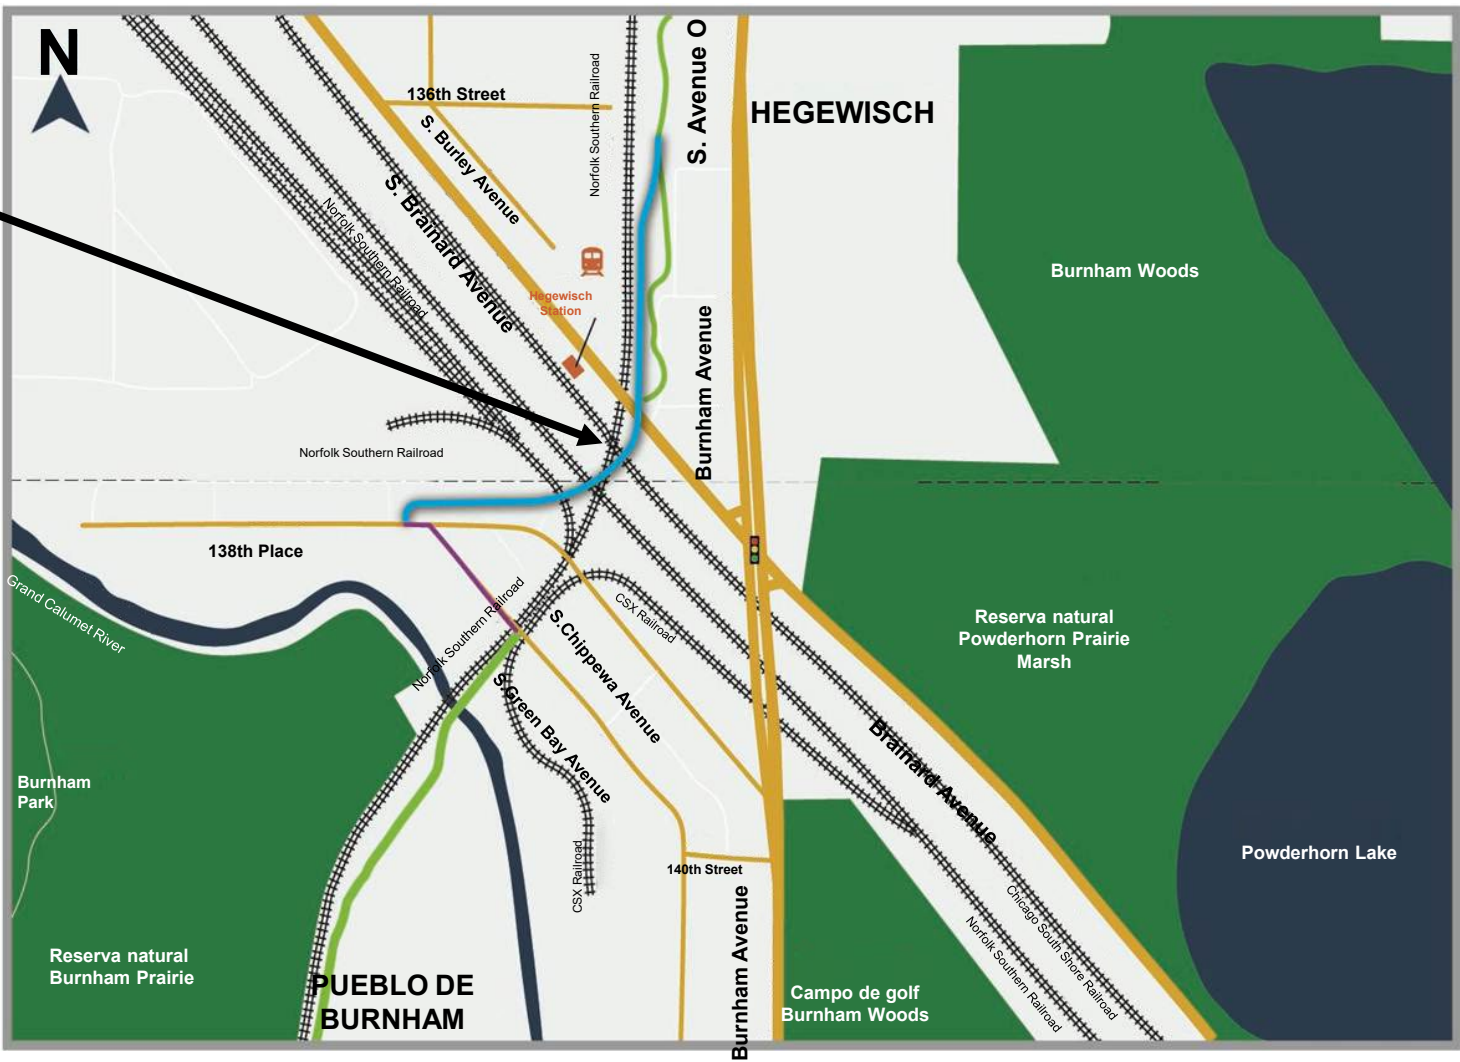 N
S. Avenue O
136th Street
HEGEWISCH
S. Burley Avenue
Norfolk Southern Railroad
S. Brainard Avenue
Norfolk Southern Railroad
Hegewisch
Station
Burnham Woods
Burnham Avenue
Norfolk Southern Railroad
138th Place
Grand Calumet River
Norfolk Southern Railroad
CSX Railroad
S.Chippewa Avenue
S.Green Bay Avenue
Reserva natural
Powderhorn Prairie
Marsh
Brainard Avenue
Burnham
Park
CSX Railroad
140th Street
Powderhorn Lake
Burnham Avenue
Chicago South Shore Railroad
Norfolk Southern Railroad
Reserva natural
Burnham Prairie
PUEBLO DE
BURNHAM
Campo de golf
Burnham Woods